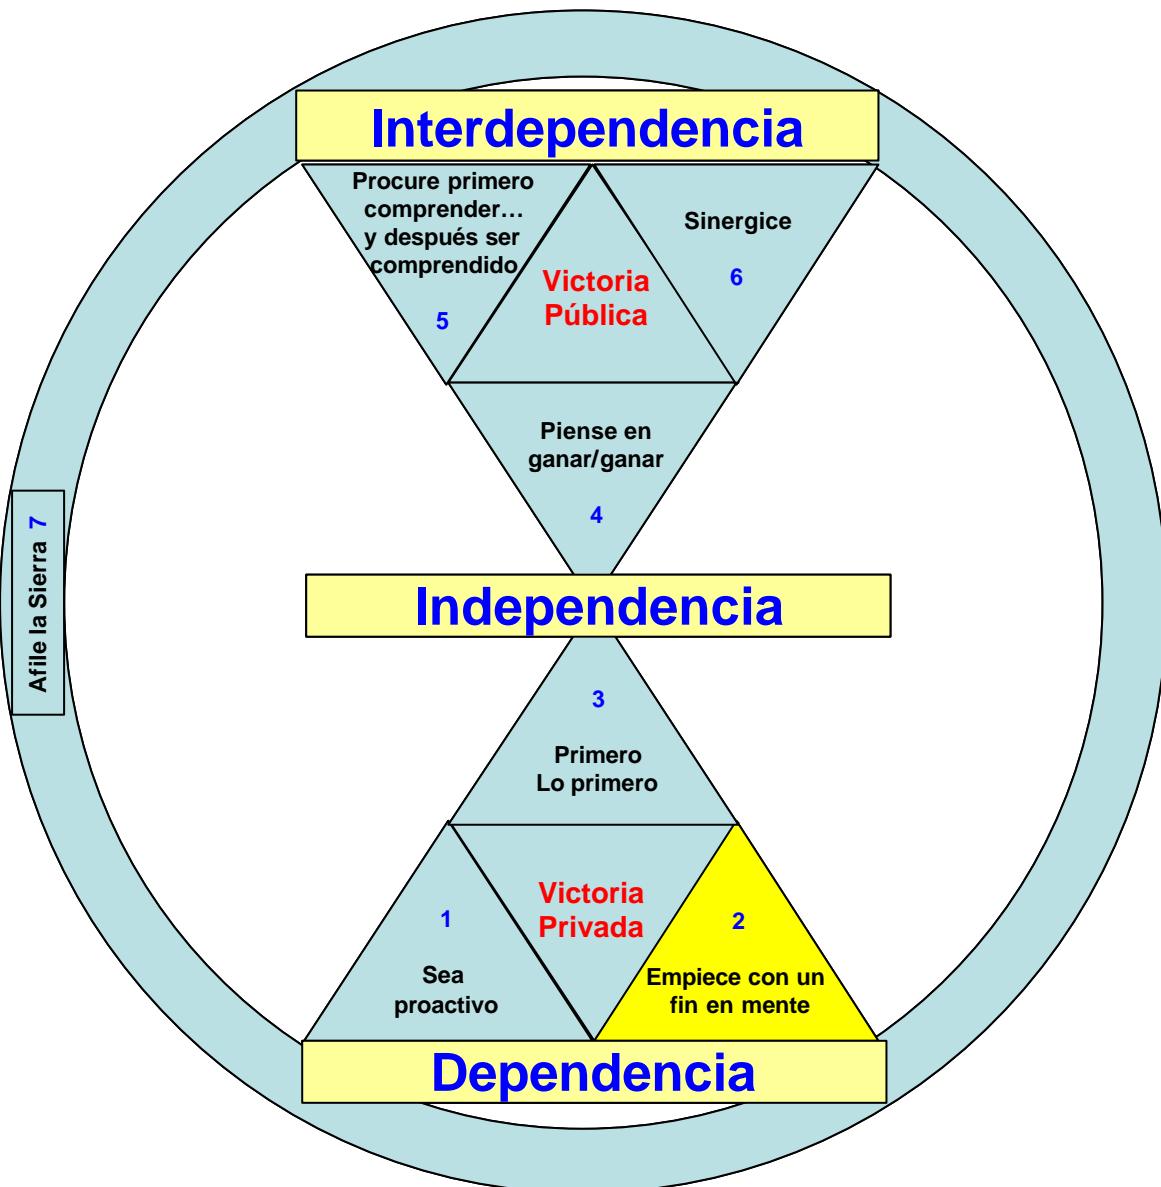 Interdependencia
Procure primero
comprender…
y después ser
comprendido
5
Victoria
Pública
Sinergice
6
Piense en
ganar/ganar
4
Afile la Sierra 7
Independencia
3
Primero
Lo primero
1
Sea
proactivo
Victoria
Privada
2
Empiece con un
fin en mente
Dependencia